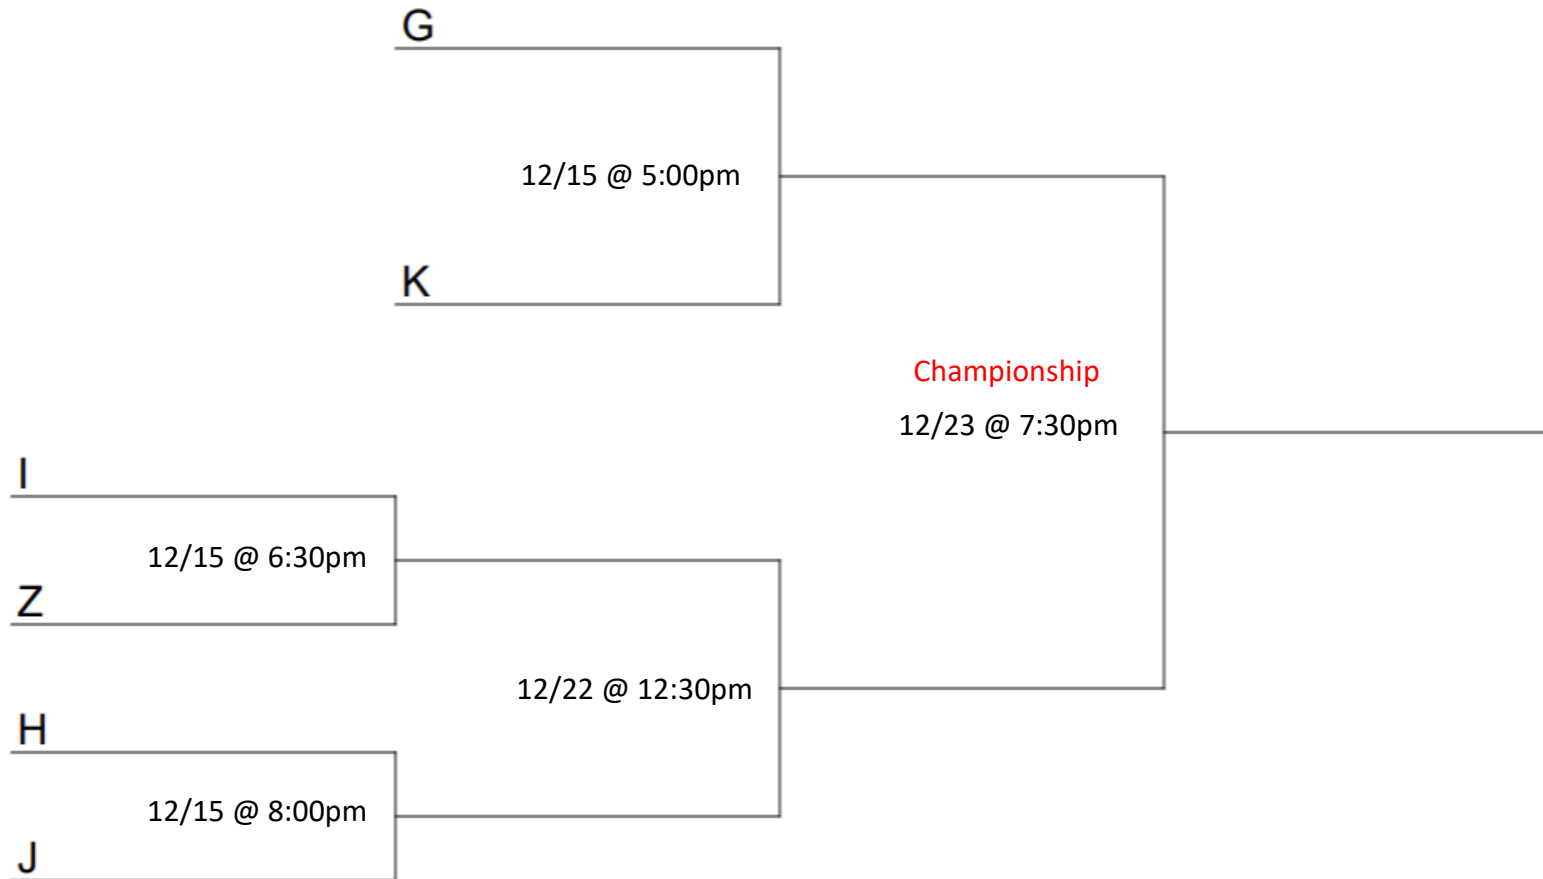 G
12/15 @ 5:00pm
K
Championship
12/23 @ 7:30pm
I
12/15 @ 6:30pm
Z
12/22 @ 12:30pm
H
12/15 @ 8:00pm
J